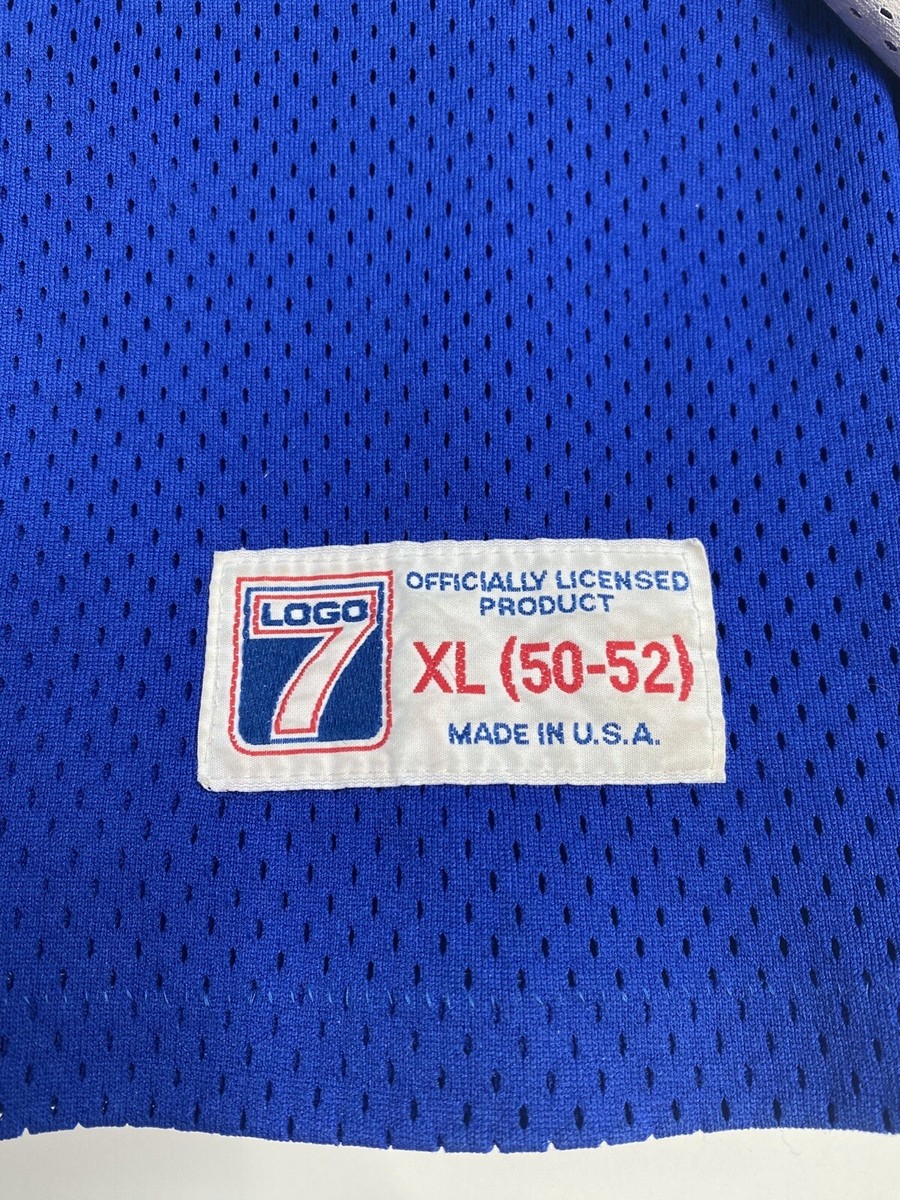 LOGO
7
OFFICIALLY LICENSED
PRODUCT
XL (50-52)
MADE IN U.S.A.